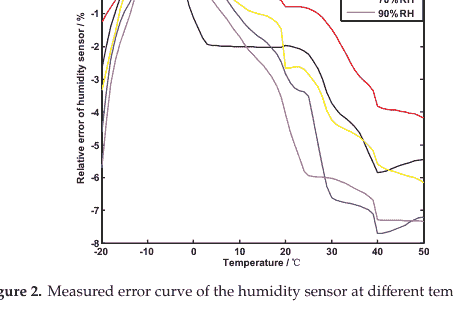 70%RH
90%RH
Relative error of humidity sensor / %
-1
-2
-3
-4
-5
-6
-7
-8
-20 -10 0 10 20 30 40 50
Temperature / ℃
gure 2. Measured error curve of the humidity sensor at different tem